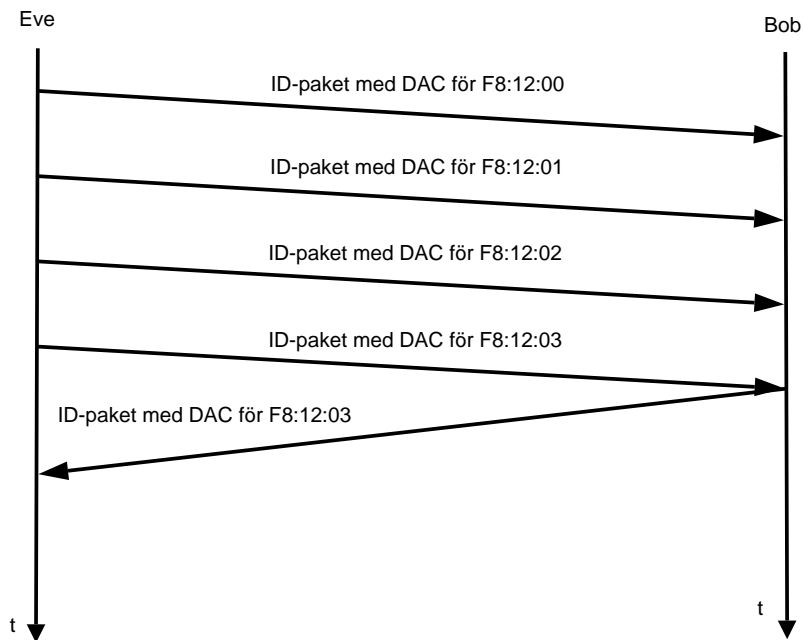 Eve
Bob
ID-paket med DAC för F8:12:00
ID-paket med DAC för F8:12:01
ID-paket med DAC för F8:12:02
ID-paket med DAC för F8:12:03
ID-paket med DAC för F8:12:03
t
t